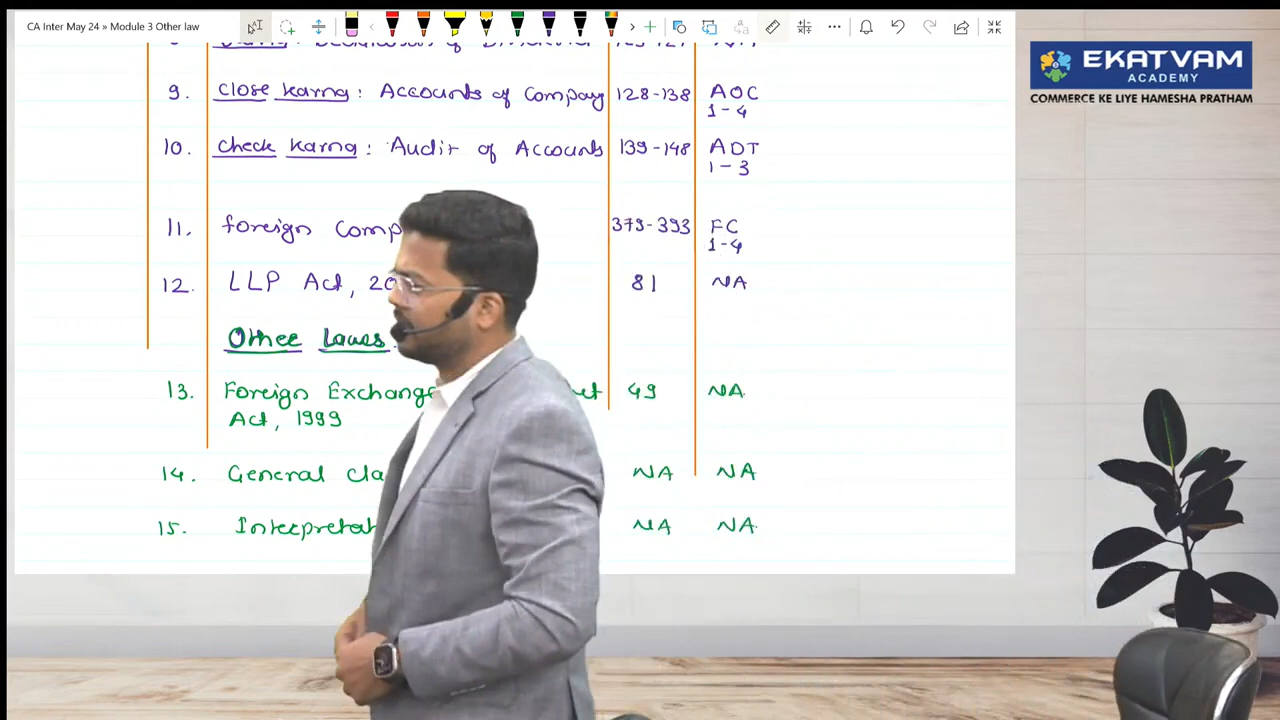 CA Inter May 24 » Module 3 Other law
EKATVAM
ACADEMY
COMMERCE KE LIYE HAMESHA PRATHAM
9. Close karna : Accounts of Company 128-138 AOC
1-4
10. Check karna : Audit of Accounts 139-148 ADT
1-3
11. foreign Comp 379-393 FC
1-4
12. LLP Act, 20 81 NA
Other Laws
13. Foreign Exchange 49 NA
Act, 1999
14. General Cla NA NA
15. Interpretat NA NA